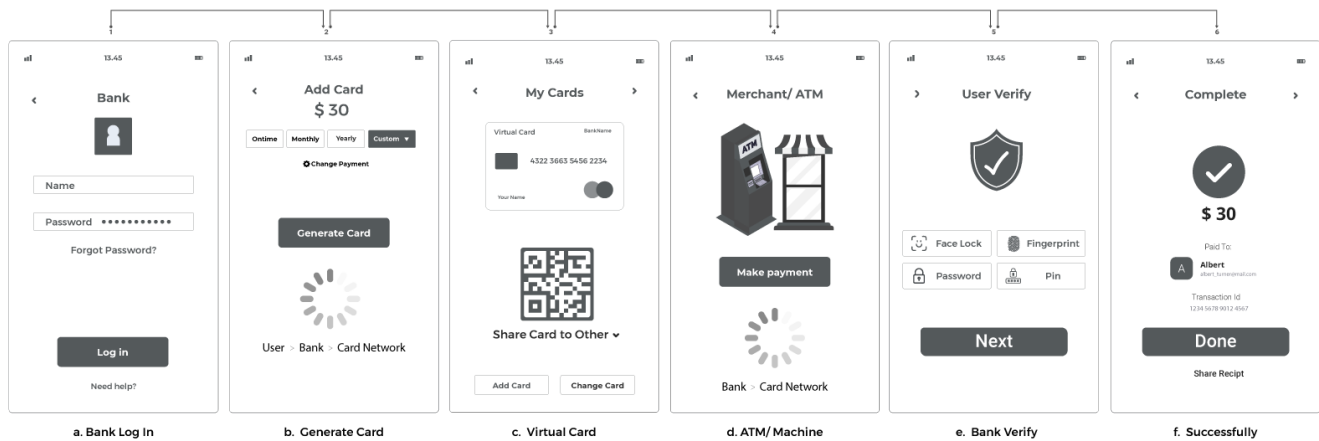 1
2
3
4
5
6
13.45
Bank
Name
Password ●●●●●●●●●●●
Forgot Password?
Log in
Need help?
a. Bank Log In
13.45
Add Card
$ 30
Ontime
Monthly
Yearly
Custom
Change Payment
Generate Card
User > Bank > Card Network
b. Generate Card
13.45
My Cards
Virtual Card
BankName
4322 3663 5456 2234
Your Name
Share Card to Other
Add Card
Change Card
c. Virtual Card
13.45
Merchant/ ATM
ATM
Make payment
Bank > Card Network
d. ATM/ Machine
13.45
User Verify
Face Lock
Fingerprint
Password
Pin
Next
e. Bank Verify
13.45
Complete
$ 30
Paid To:
A
Albert
albert_turner@mail.com
Transaction Id
1234 5678 9012 4567
Done
Share Recipt
f. Successfully